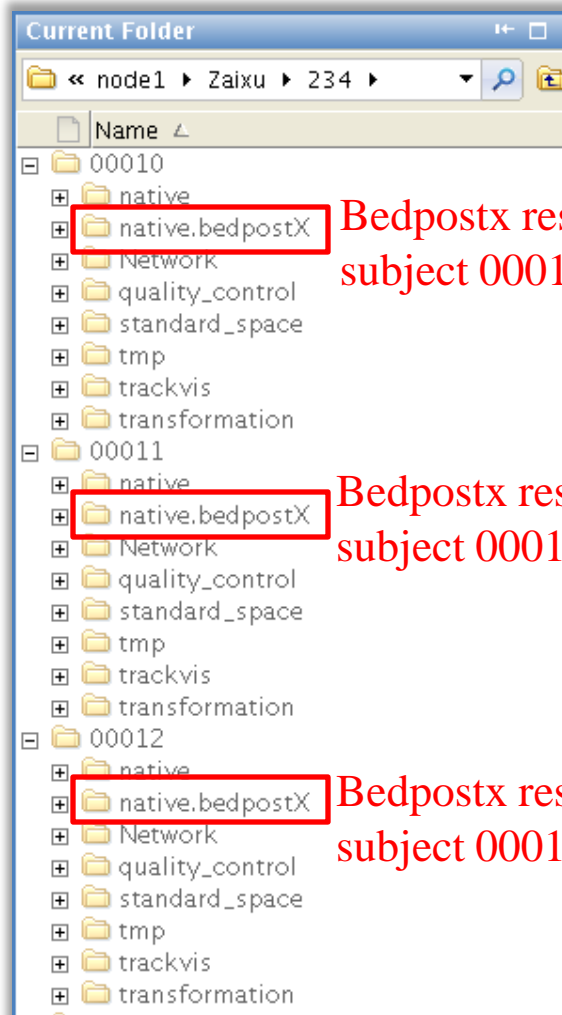 Current Folder
« node1 ▸ Zaixu ▸ 234 ▸
Name
00010
native
native.bedpostX
Bedpostx res
Network
subject 0001
quality_control
standard_space
tmp
trackvis
transformation
00011
native
native.bedpostX
Bedpostx res
Network
subject 0001
quality_control
standard_space
tmp
trackvis
transformation
00012
native
native.bedpostX
Bedpostx res
Network
subject 0001
quality_control
standard_space
tmp
trackvis
transformation